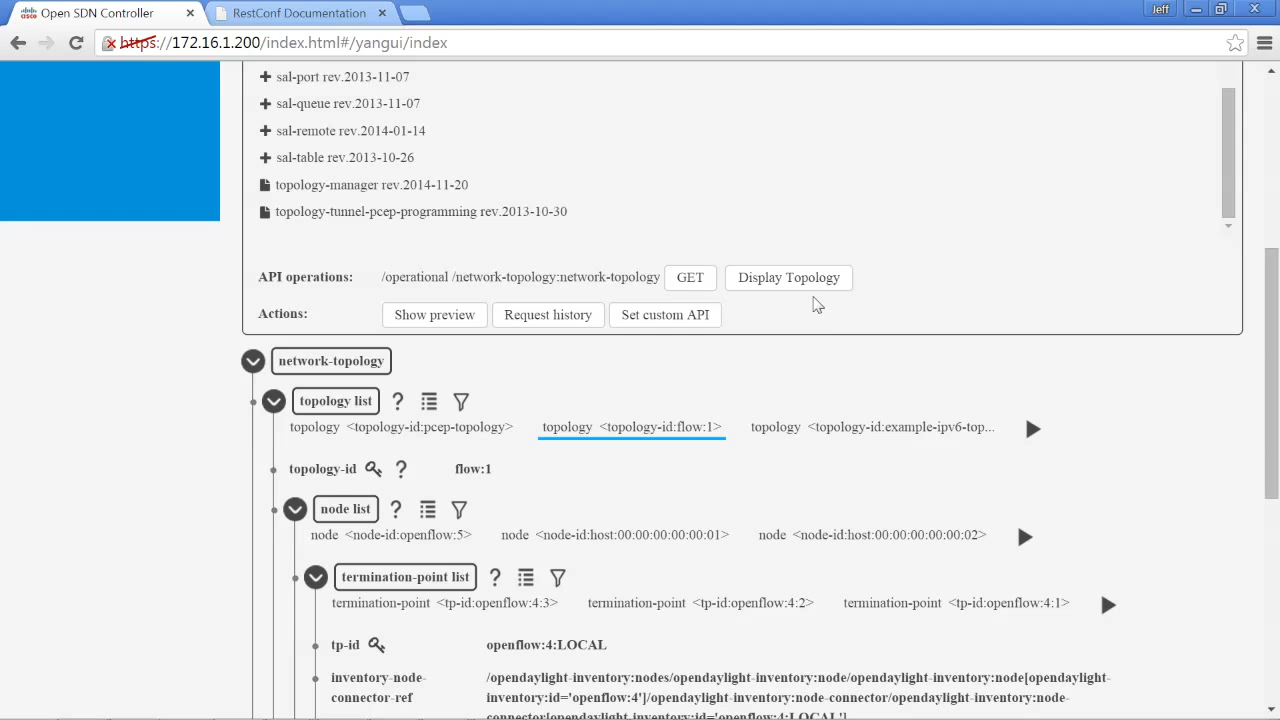 cisco Open SDN Controller
RestConf Documentation
Jeff
https://172.16.1.200/index.html#/yangui/index
sal-port rev.2013-11-07
sal-queue rev.2013-11-07
sal-remote rev.2014-01-14
sal-table rev.2013-10-26
topology-manager rev.2014-11-20
topology-tunnel-pcep-programming rev.2013-10-30
API operations: /operational /network-topology:network-topology GET Display Topology
Actions: Show preview Request history Set custom API
network-topology
topology list ?
topology <topology-id:pcep-topology> topology <topology-id:flow:1> topology <topology-id:example-ipv6-top...
topology-id ? flow:1
node list ?
node <node-id:openflow:5> node <node-id:host:00:00:00:00:00:01> node <node-id:host:00:00:00:00:00:02>
termination-point list ?
termination-point <tp-id:openflow:4:3> termination-point <tp-id:openflow:4:2> termination-point <tp-id:openflow:4:1>
tp-id openflow:4:LOCAL
inventory-node- /opendaylight-inventory:nodes/opendaylight-inventory:node/opendaylight-inventory:node[opendaylight-
connector-ref inventory:id='openflow:4']/opendaylight-inventory:node-connector/opendaylight-inventory:node-
connector[opendaylight-inventory:id='openflow:4:LOCAL']